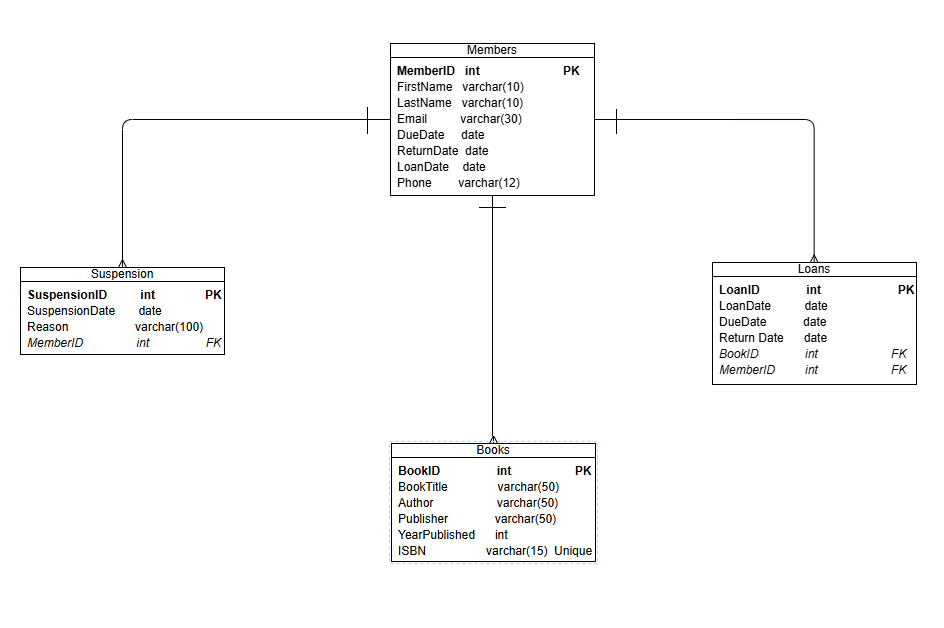 Members
MemberID int PK
FirstName varchar(10)
LastName varchar(10)
Email varchar(30)
DueDate date
ReturnDate date
LoanDate date
Phone varchar(12)
Suspension
SuspensionID int PK
SuspensionDate date
Reason varchar(100)
MemberID int FK
Loans
LoanID int PK
LoanDate date
DueDate date
Return Date date
BookID int FK
MemberID int FK
Books
BookID int PK
BookTitle varchar(50)
Author varchar(50)
Publisher varchar(50)
YearPublished int
ISBN varchar(15) Unique